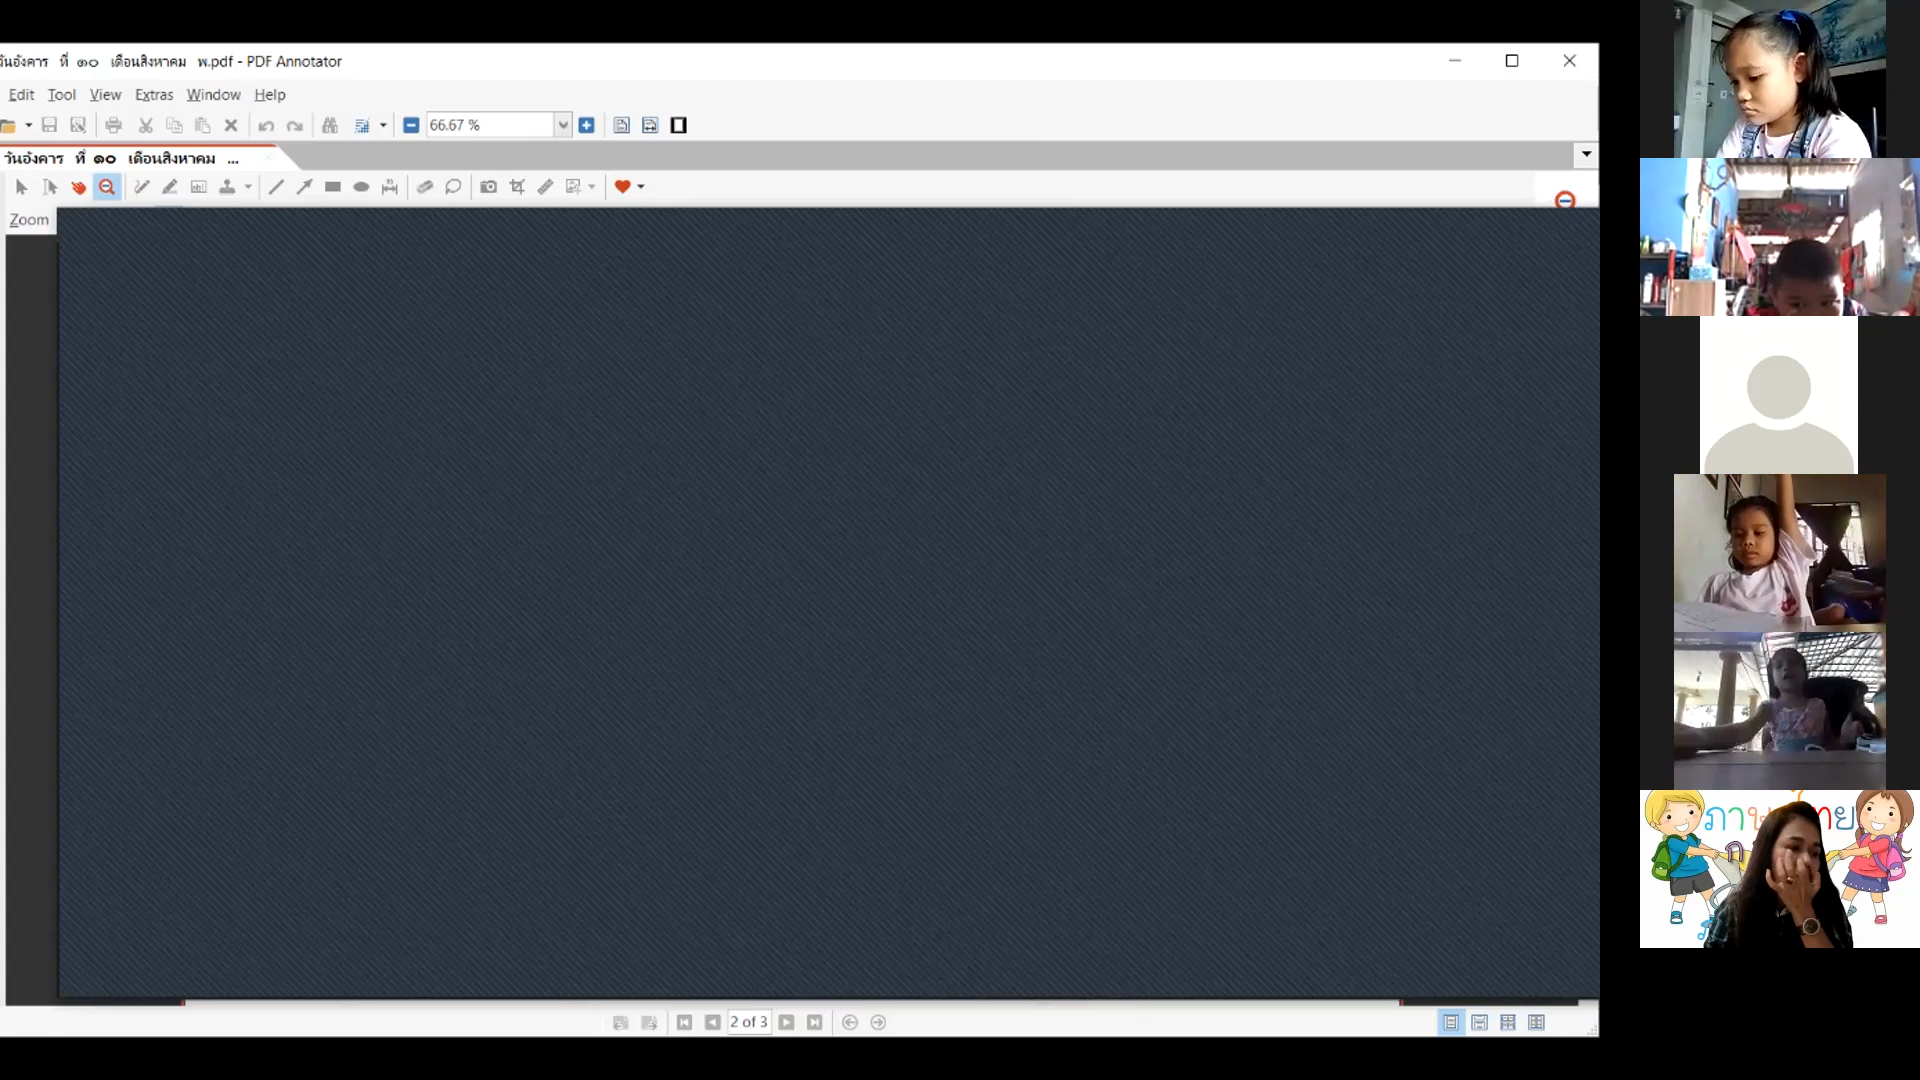 วันอังคาร ที่ ๑๐ เดือนสิงหาคม พ.pdf - PDF Annotator
Edit Tool View Extras Window Help
66.67 %
วันอังคาร ที่ ๑๐ เดือนสิงหาคม ...
Zoom
2 of 3